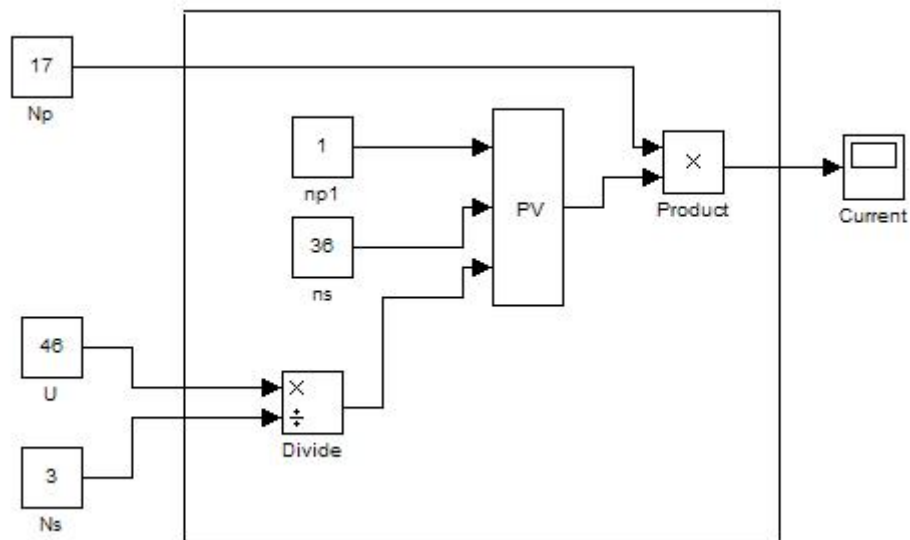 17
Np
1
np1
36
ns
PV
×
Product
Current
46
U
×
÷
Divide
3
Ns